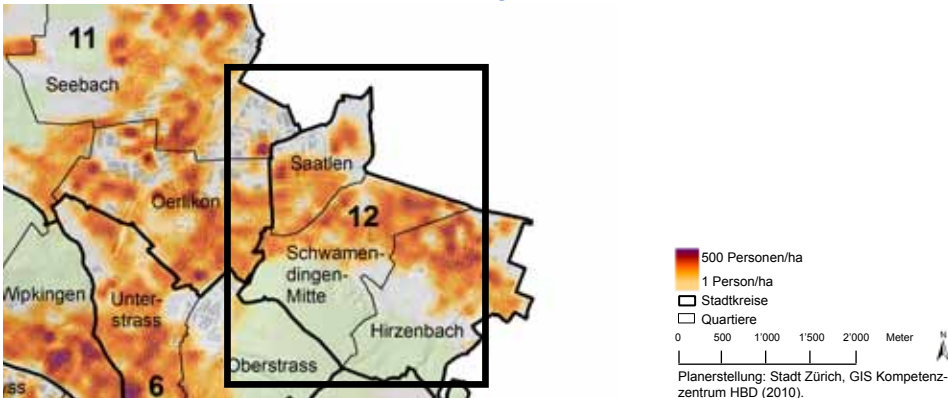 11
Seebach
Saatlen
Oerlikon
12
Schwamen-
dingen-
Mitte
Wipkingen
Unter-
strass
Hirzenbach
Oberstrass
6
500 Personen/ha
1 Person/ha
Stadtkreise
Quartiere
0 500 1'000 1'500 2'000 Meter
N
Planerstellung: Stadt Zürich, GIS Kompetenz-
zentrum HBD (2010).